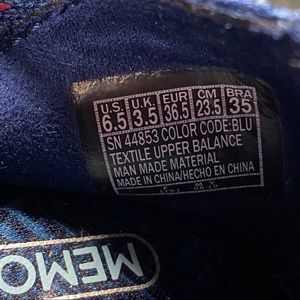 U.S. U.K. EUR CM BRA
6.5 3.5 36.5 23.5 35
SN 44853 COLOR CODE:BLU
TEXTILE UPPER BALANCE
MAN MADE MATERIAL
MADE IN CHINA/HECHO EN CHINA
MEMO